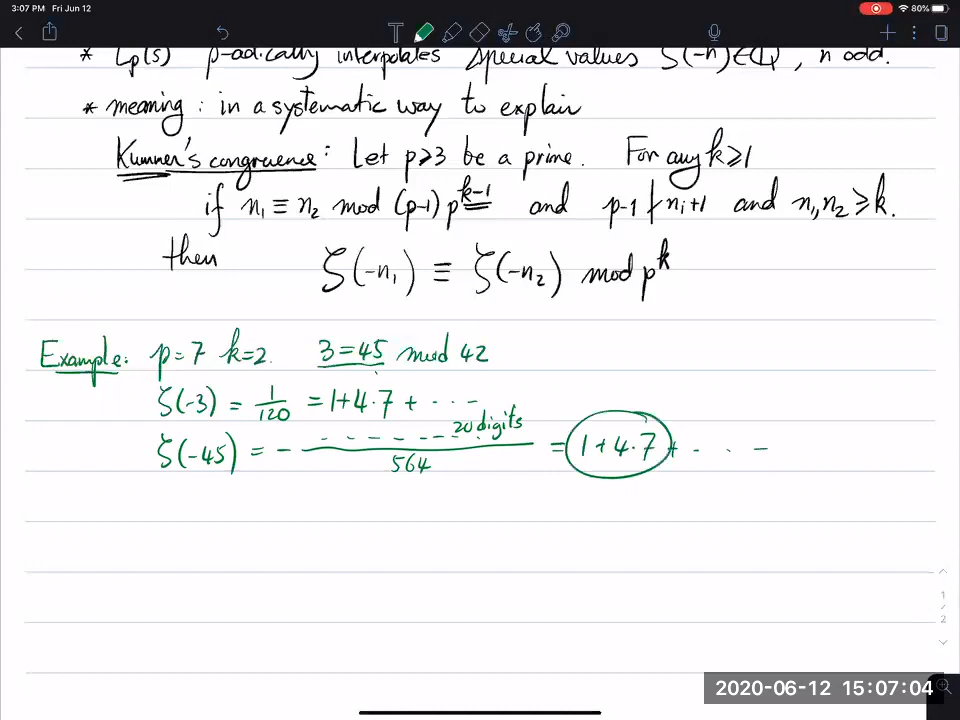 3:07 PM Fri Jun 12
80%
* Lp(s) p-adically interpolates special values ζ(-n) ∈ ℚ, n odd.
* meaning: in a systematic way to explain
Kummer's congruence: Let p≥3 be a prime. For any k≥1
if n₁ ≡ n₂ mod (p-1) p^(k-1) and p-1 ∤ nᵢ+1 and n₁, n₂ ≥ k.
then ζ(-n₁) ≡ ζ(-n₂) mod p^k
Example: p=7 k=2. 3=45 mod 42
ζ(-3) = 1/120 = 1+4·7 + ·····
ζ(-45) = - ··········20 digits/564 = 1+4·7 + ····
1
/
2
2020-06-12 15:07:04